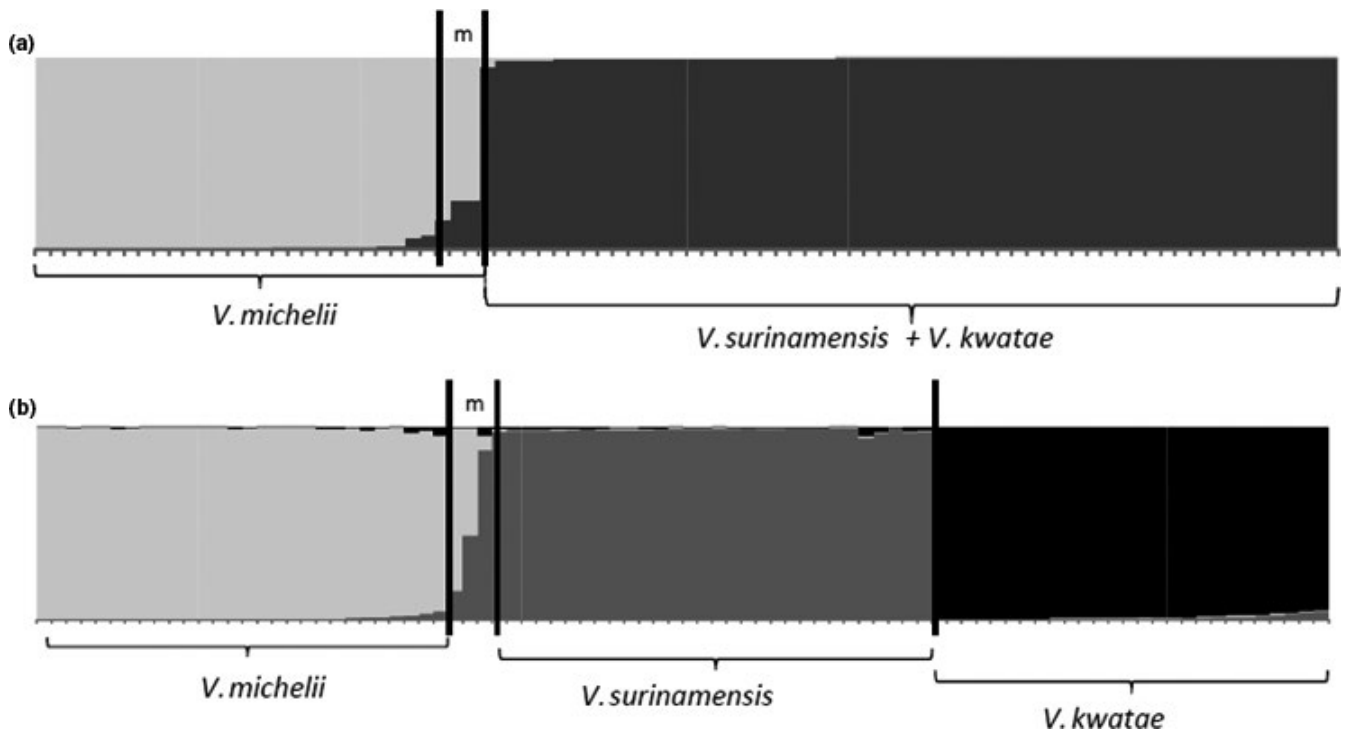 (a)
m
V. michelii
V. surinamensis + V. kwatae
(b)
m
V. michelii
V. surinamensis
V. kwatae